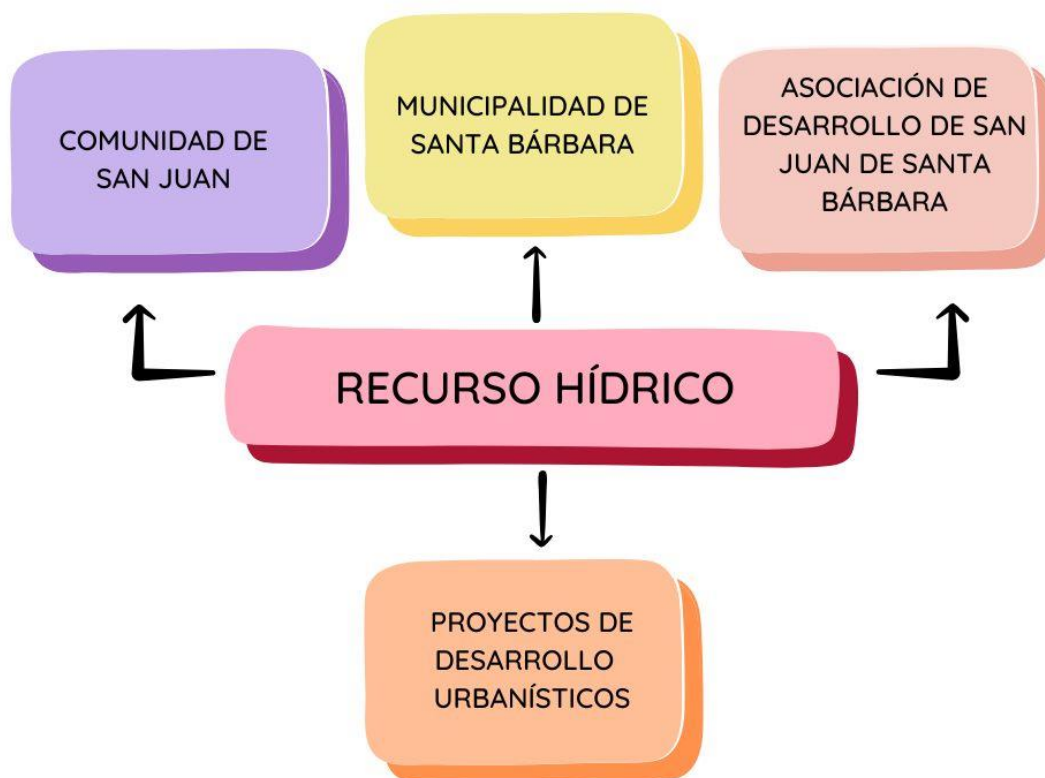 COMUNIDAD DE
SAN JUAN
MUNICIPALIDAD DE
SANTA BÁRBARA
ASOCIACIÓN DE
DESARROLLO DE SAN
JUAN DE SANTA
BÁRBARA
RECURSO HÍDRICO
PROYECTOS DE
DESARROLLO
URBANÍSTICOS